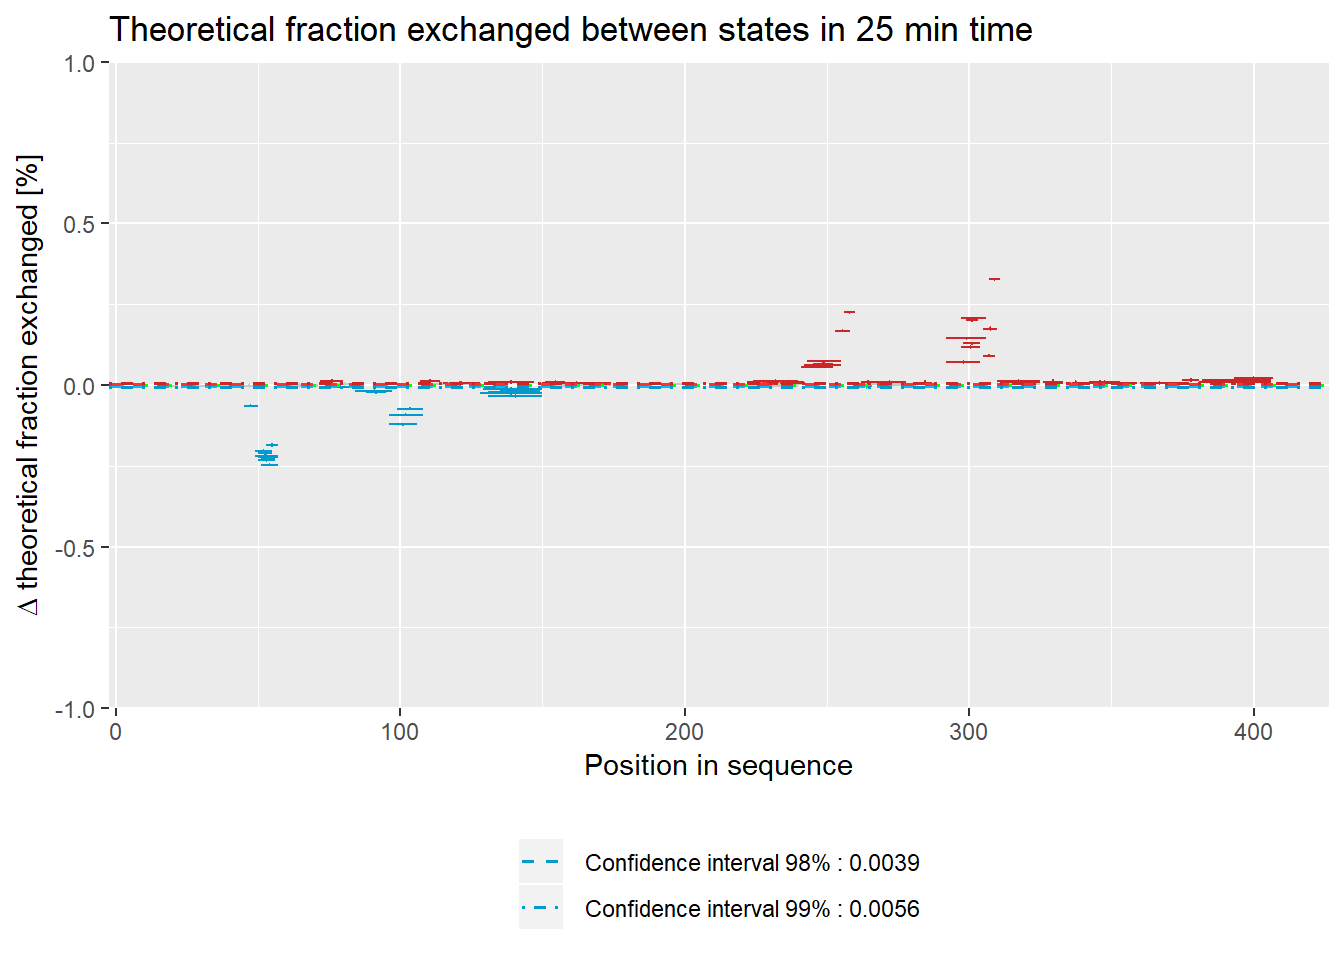 Theoretical fraction exchanged between states in 25 min time
Δ theoretical fraction exchanged [%]
1.0
0.5
0.0
-0.5
-1.0
0 100 200 300 400
Position in sequence
Confidence interval 98% : 0.0039
Confidence interval 99% : 0.0056